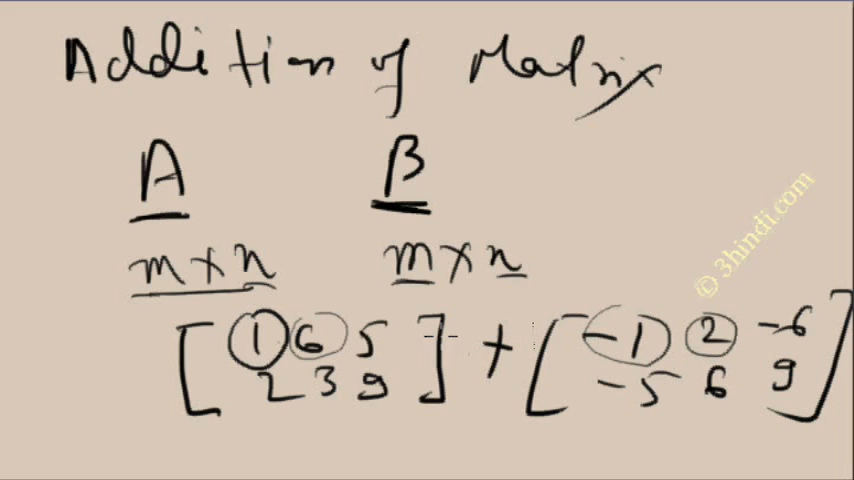 Addition of Matrix
A B
m×n m×n
© 3hindi.com
[ 1 6 5 ] + [ -1 2 -6 ]
2 3 9 -5 6 9